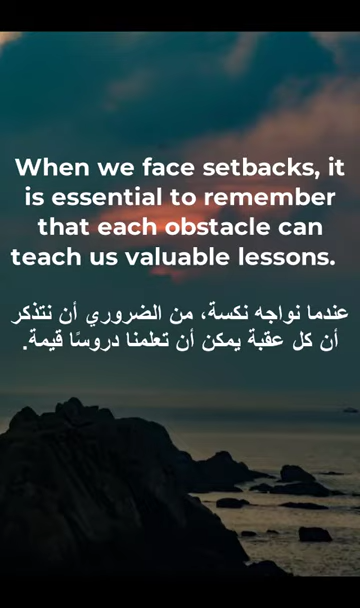 When we face setbacks, it
is essential to remember
that each obstacle can
teach us valuable lessons.
عندما نواجه نكسة، من الضروري أن نتذكر
أن كل عقبة يمكن أن تعلمنا دروسًا قيمة.